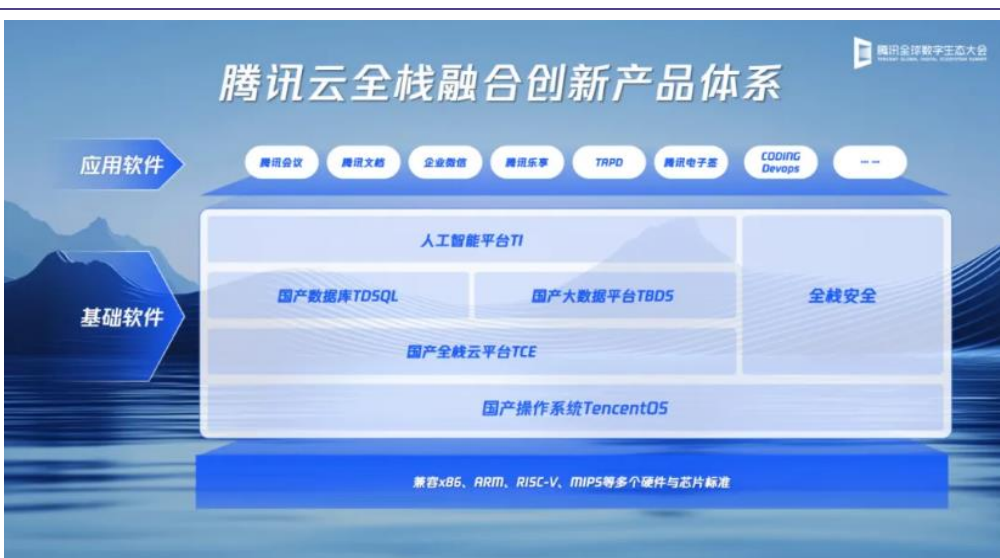 腾讯全球数字生态大会
TENCENT GLOBAL DIGITAL ECOSYSTEM SUMMIT
腾讯云全栈融合创新产品体系
应用软件
腾讯会议
腾讯文档
企业微信
腾讯乐享
TAPD
腾讯电子签
CODING
Devops
... ...
基础软件
人工智能平台TI
国产数据库TDSQL
国产大数据平台TBDS
全栈安全
国产全栈云平台TCE
国产操作系统TencentOS
兼容x86、ARM、RISC-V、MIPS等多个硬件与芯片标准